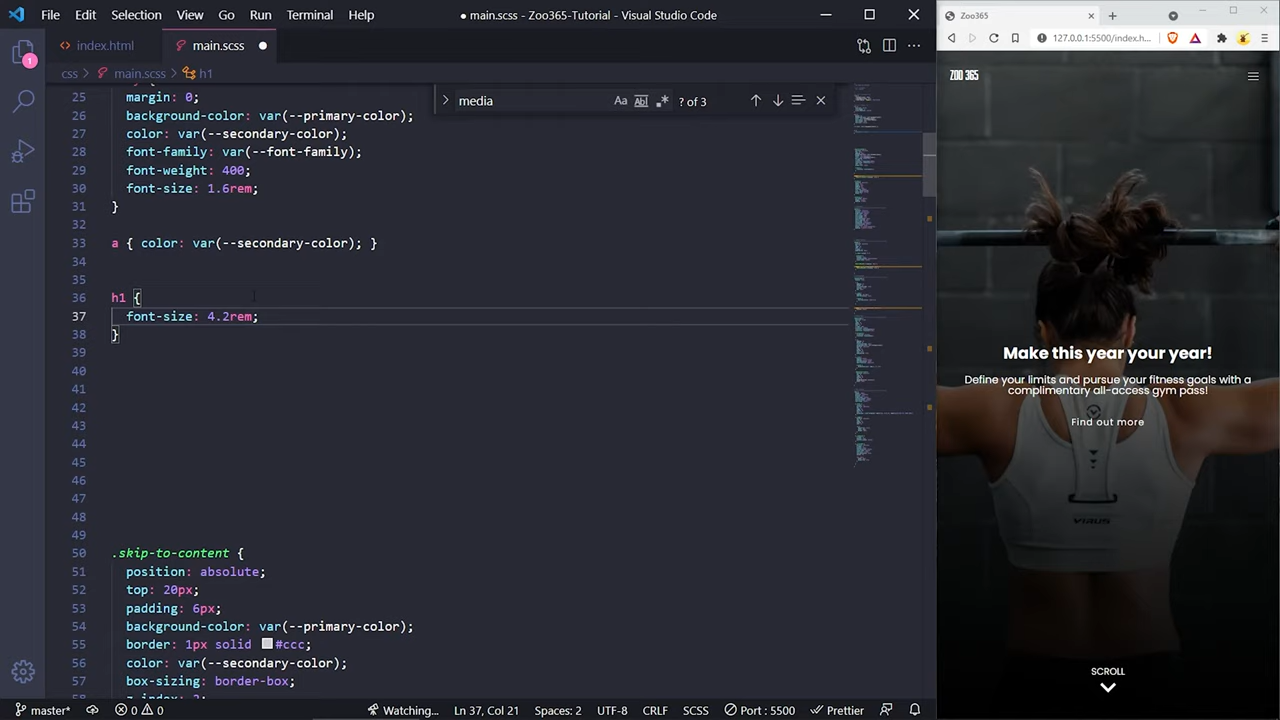 File Edit Selection View Go Run Terminal Help
● main.scss - Zoo365-Tutorial - Visual Studio Code
1
<> index.html
main.scss ●
css > main.scss > h1
media
Aa Ab .* ? of 3
25 margin: 0;
26 background-color: var(--primary-color);
27 color: var(--secondary-color);
28 font-family: var(--font-family);
29 font-weight: 400;
30 font-size: 1.6rem;
31 }
32
33 a { color: var(--secondary-color); }
34
35
36 h1 {
37 font-size: 4.2rem;
38 }
39
40
41
42
43
44
45
46
47
48
49
50 .skip-to-content {
51 position: absolute;
52 top: 20px;
53 padding: 6px;
54 background-color: var(--primary-color);
55 border: 1px solid #ccc;
56 color: var(--secondary-color);
57 box-sizing: border-box;
master* 0 0 Watching... Ln 37, Col 21 Spaces: 2 UTF-8 CRLF SCSS Port : 5500 Prettier
Zoo365
127.0.0.1:5500/index.h...
ZOO 365
Make this year your year!
Define your limits and pursue your fitness goals with a
complimentary all-access gym pass!
Find out more
VIRUS
SCROLL